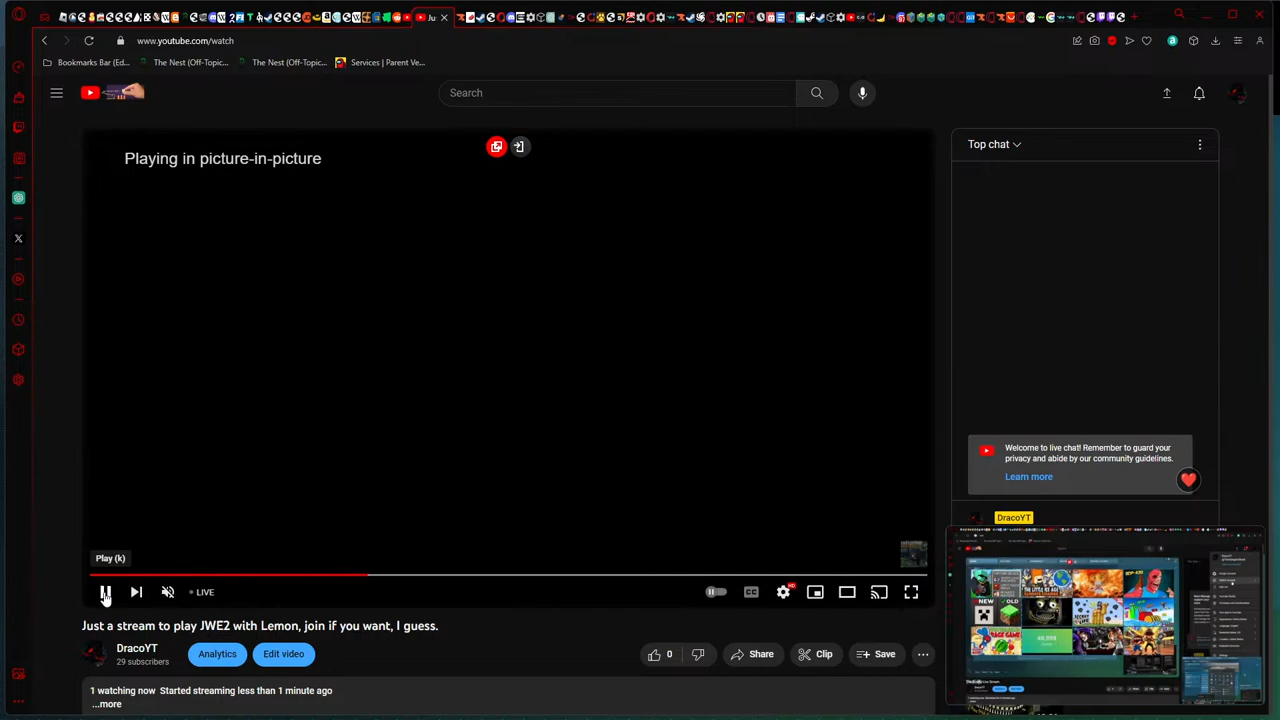 Ju
www.youtube.com/watch
Bookmarks Bar (Ed...
The Nest (Off-Topic...
The Nest (Off-Topic...
Services | Parent Ve...
Search
Playing in picture-in-picture
Top chat
Welcome to live chat! Remember to guard your
privacy and abide by our community guidelines.
Learn more
DracoYT
Play (k)
LIVE
HD
Just a stream to play JWE2 with Lemon, join if you want, I guess.
DracoYT
29 subscribers
Analytics
Edit video
0
Share
Clip
Save
1 watching now Started streaming less than 1 minute ago
...more